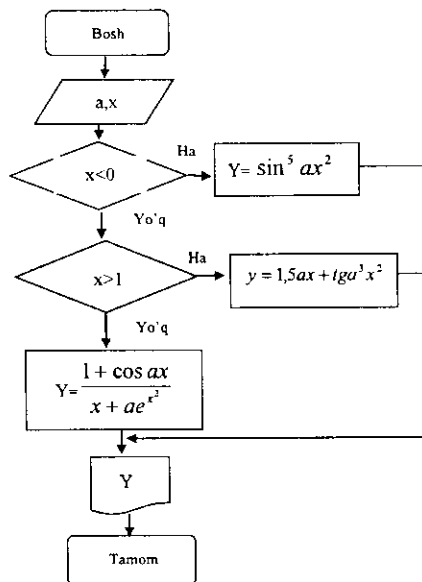 Bosh
a,x
x<0
Ha
Y= sin⁵ ax²
Yo'q
x>1
Ha
y = 1,5ax + tga³x²
Yo'q
Y= (1 + cos ax)/(x + ae^(x²))
Y
Tamom